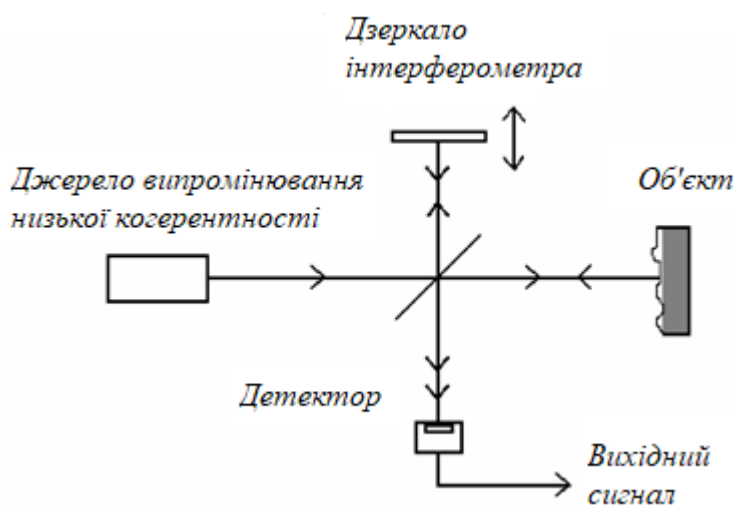 Дзеркало
інтерферометра
Джерело випромінювання
низької когерентності
Об'єкт
Детектор
Вихідний
сигнал